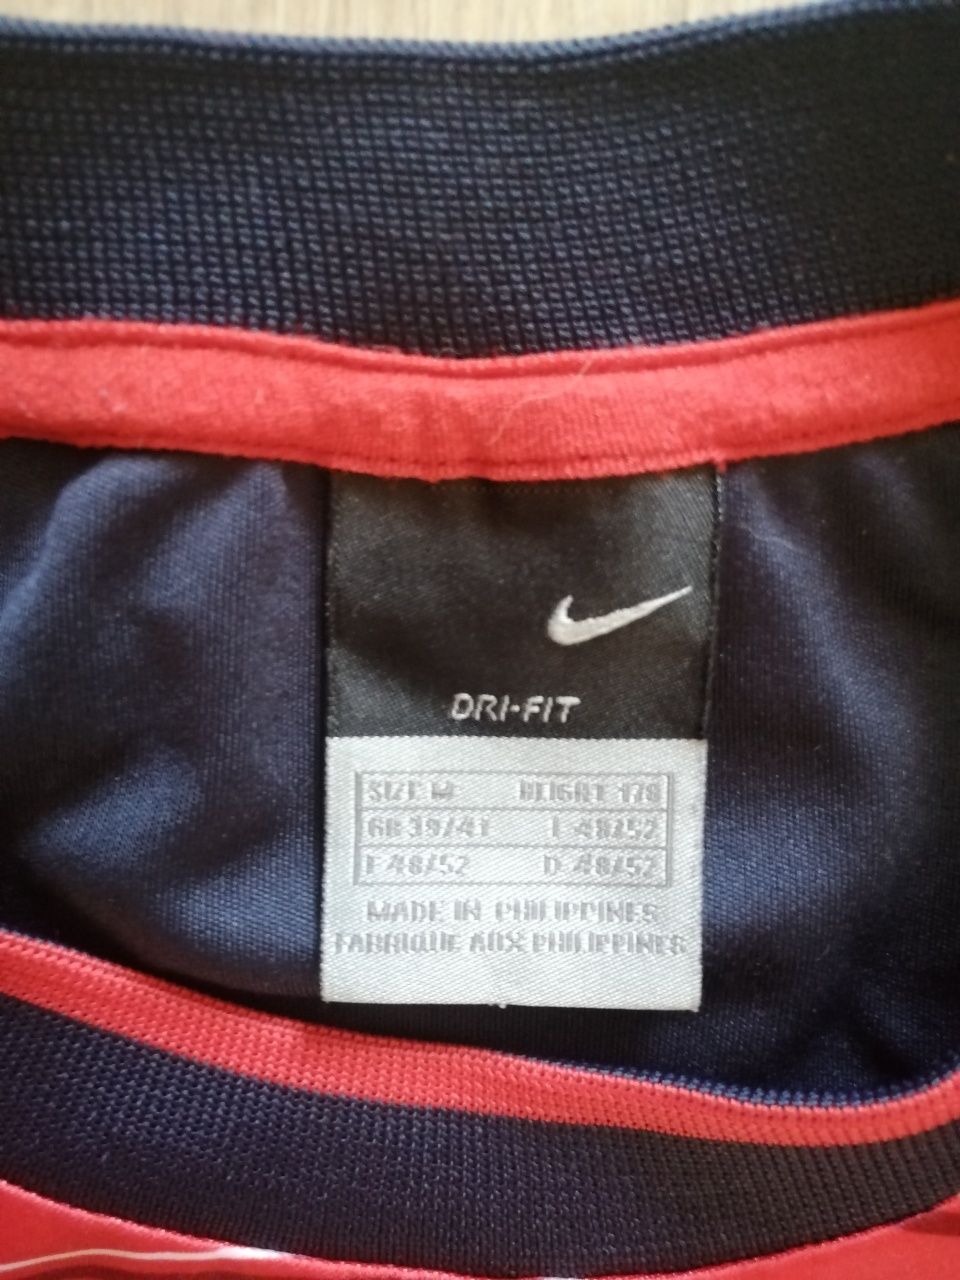 DRI-FIT
SIZE M HEIGHT 178
GB 39/41 I 48/52
F 48/52 D 48/52
MADE IN PHILIPPINES
FABRIQUE AUX PHILIPPINES